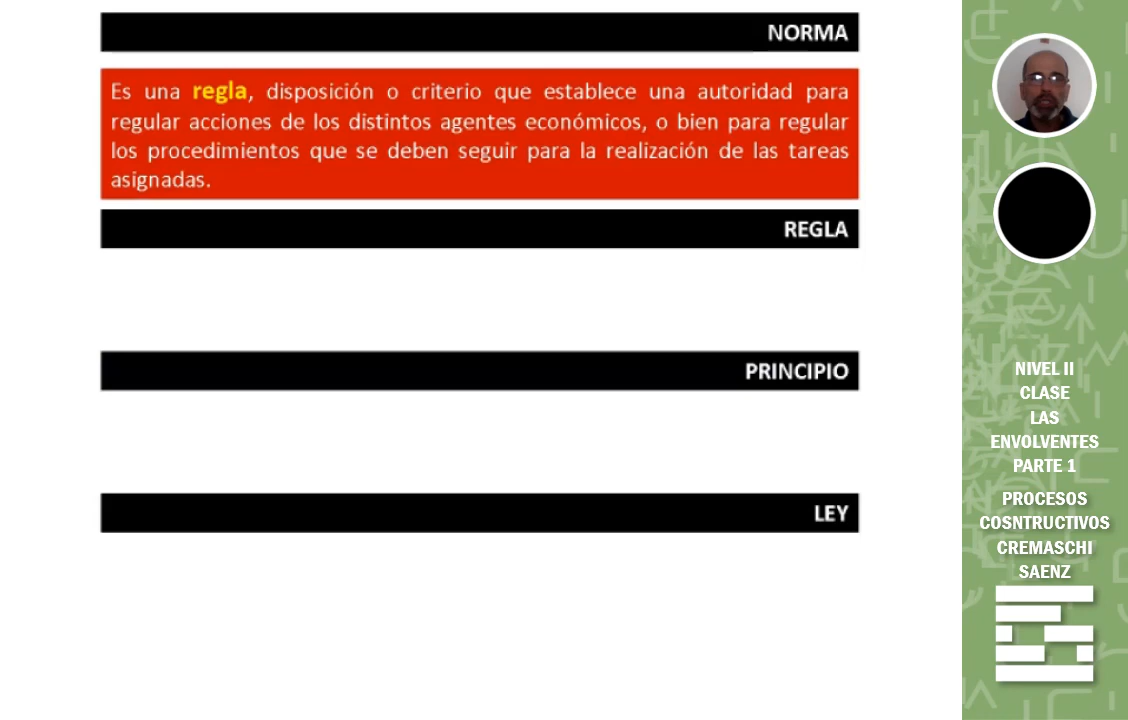 NORMA
Es una regla, disposición o criterio que establece una autoridad para
regular acciones de los distintos agentes económicos, o bien para regular
los procedimientos que se deben seguir para la realización de las tareas
asignadas.
REGLA
PRINCIPIO
LEY
NIVEL II
CLASE
LAS
ENVOLVENTES
PARTE 1
PROCESOS
COSNTRUCTIVOS
CREMASCHI
SAENZ